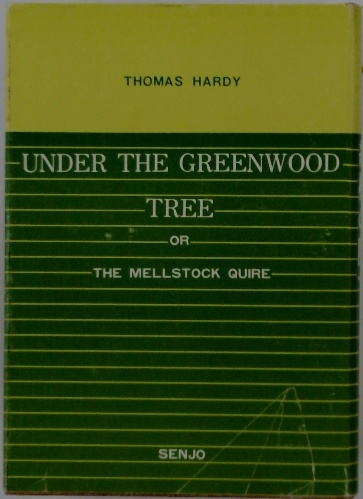 THOMAS HARDY
UNDER THE GREENWOOD
TREE
OR
THE MELLSTOCK QUIRE
SENJO